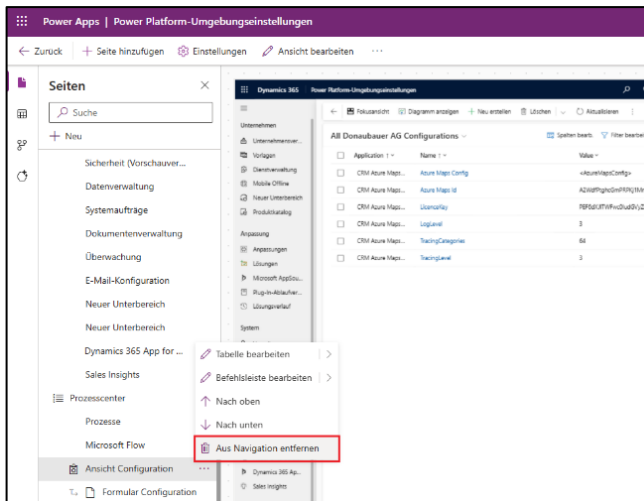 Power Apps | Power Platform-Umgebungseinstellungen
Zurück + Seite hinzufügen Einstellungen Ansicht bearbeiten ...
Seiten
Suche
+ Neu
Sicherheit (Vorschauver...
Datenverwaltung
Systemaufträge
Dokumentenverwaltung
Überwachung
E-Mail-Konfiguration
Neuer Unterbereich
Neuer Unterbereich
Dynamics 365 App for ...
Sales Insights
Prozesscenter
Prozesse
Microsoft Flow
Ansicht Configuration ...
Formular Configuration
Tabelle bearbeiten
Befehlsleiste bearbeiten
Nach oben
Nach unten
Aus Navigation entfernen
Dynamics 365 Power Platform-Umgebungseinstellungen
Fokusansicht Diagramm anzeigen + Neu erstellen Löschen Aktualisieren
Unternehmen
Unternehmensver...
Vorlagen
Dienstverwaltung
Mobile Offline
Neuer Unterbereich
Produktkatalog
Anpassung
Anpassungen
Lösungen
Microsoft AppSou...
Plug-In-Ablaufver...
Lösungsverlauf
System
Dynamics 365 Ap...
Sales Insights
All Donaubauer AG Configurations
Spalten bearb. Filter bearbei
Application Name Value
CRM Azure Maps... Azure Maps Config <AzureMapsConfig>
CRM Azure Maps... Azure Maps Id
CRM Azure Maps... LicenceKey
CRM Azure Maps... LogLevel 3
CRM Azure Maps... TracingCategories 64
CRM Azure Maps... TracingLevel 3